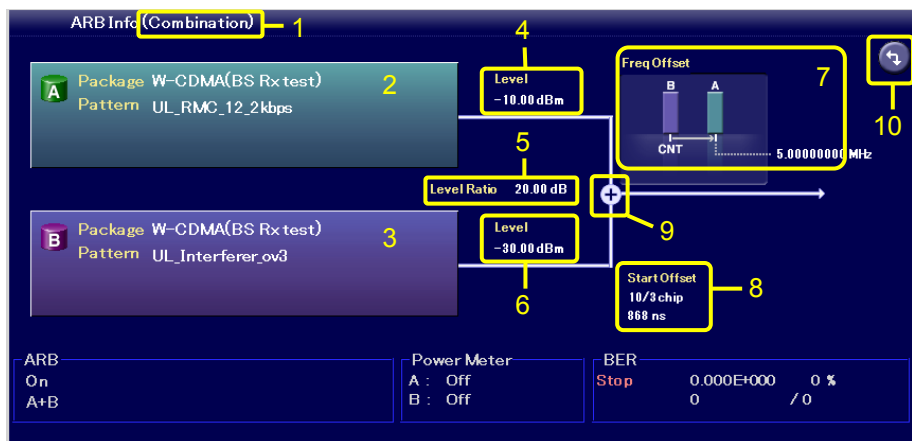 ARB Info (Combination)
1
4
A
Package W-CDMA(BS Rx test)
Pattern UL_RMC_12_2kbps
2
Level
-10.00 dBm
Freq Offset
7
B A
CNT
5.00000000 MHz
10
5
Level Ratio 20.00 dB
9
B
Package W-CDMA(BS Rx test)
Pattern UL_Interferer_ov3
3
Level
-30.00 dBm
6
Start Offset
10/3 chip
868 ns
8
ARB
On
A+B
Power Meter
A : Off
B : Off
BER
Stop 0.000E+000 0 %
0 / 0